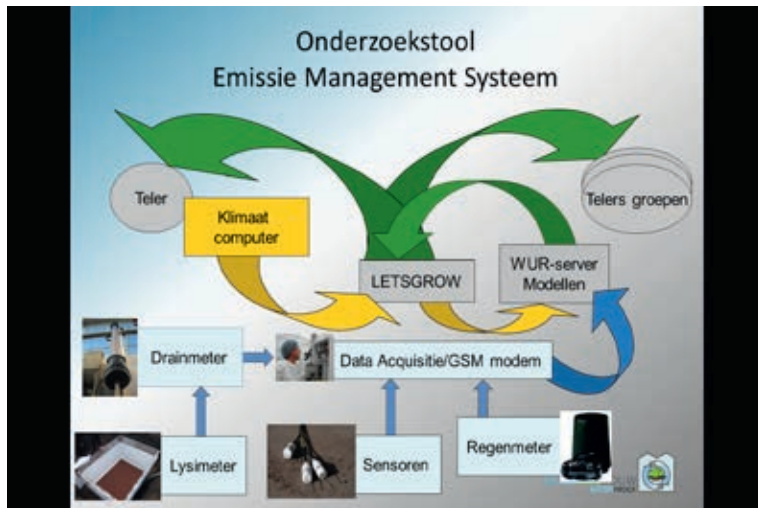 Onderzoekstool
Emissie Management Systeem
Teler
Telers groepen
Klimaat
computer
LETSGROW
WUR-server
Modellen
Drainmeter
Data Acquisitie/GSM modem
Lysimeter
Sensoren
Regenmeter